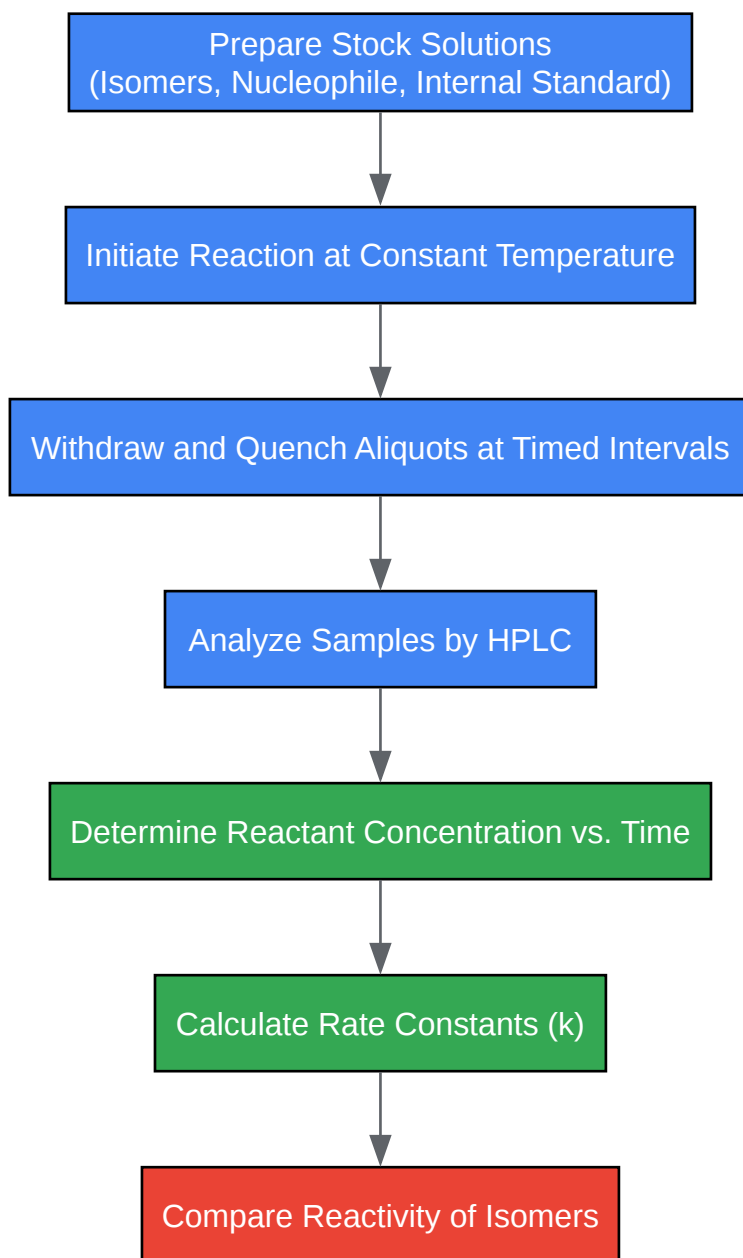 Prepare Stock Solutions
(Isomers, Nucleophile, Internal Standard)
Initiate Reaction at Constant Temperature
Withdraw and Quench Aliquots at Timed Intervals
Analyze Samples by HPLC
Determine Reactant Concentration vs. Time
Calculate Rate Constants (k)
Compare Reactivity of Isomers